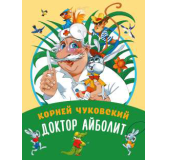 КОРНЕЙ ЧУКОВСКИЙ
ДОКТОР АЙБОЛИТ